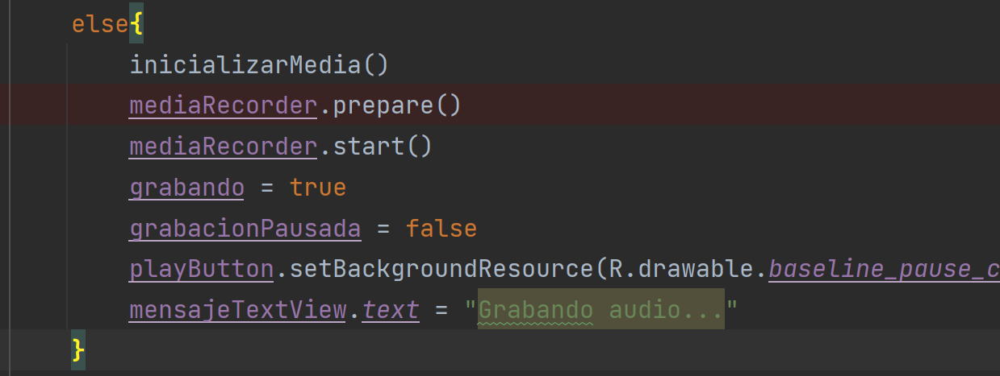 else{
inicializarMedia()
mediaRecorder.prepare()
mediaRecorder.start()
grabando = true
grabacionPausada = false
playButton.setBackgroundResource(R.drawable.baseline_pause_c
mensajeTextView.text = "Grabando audio..."
}